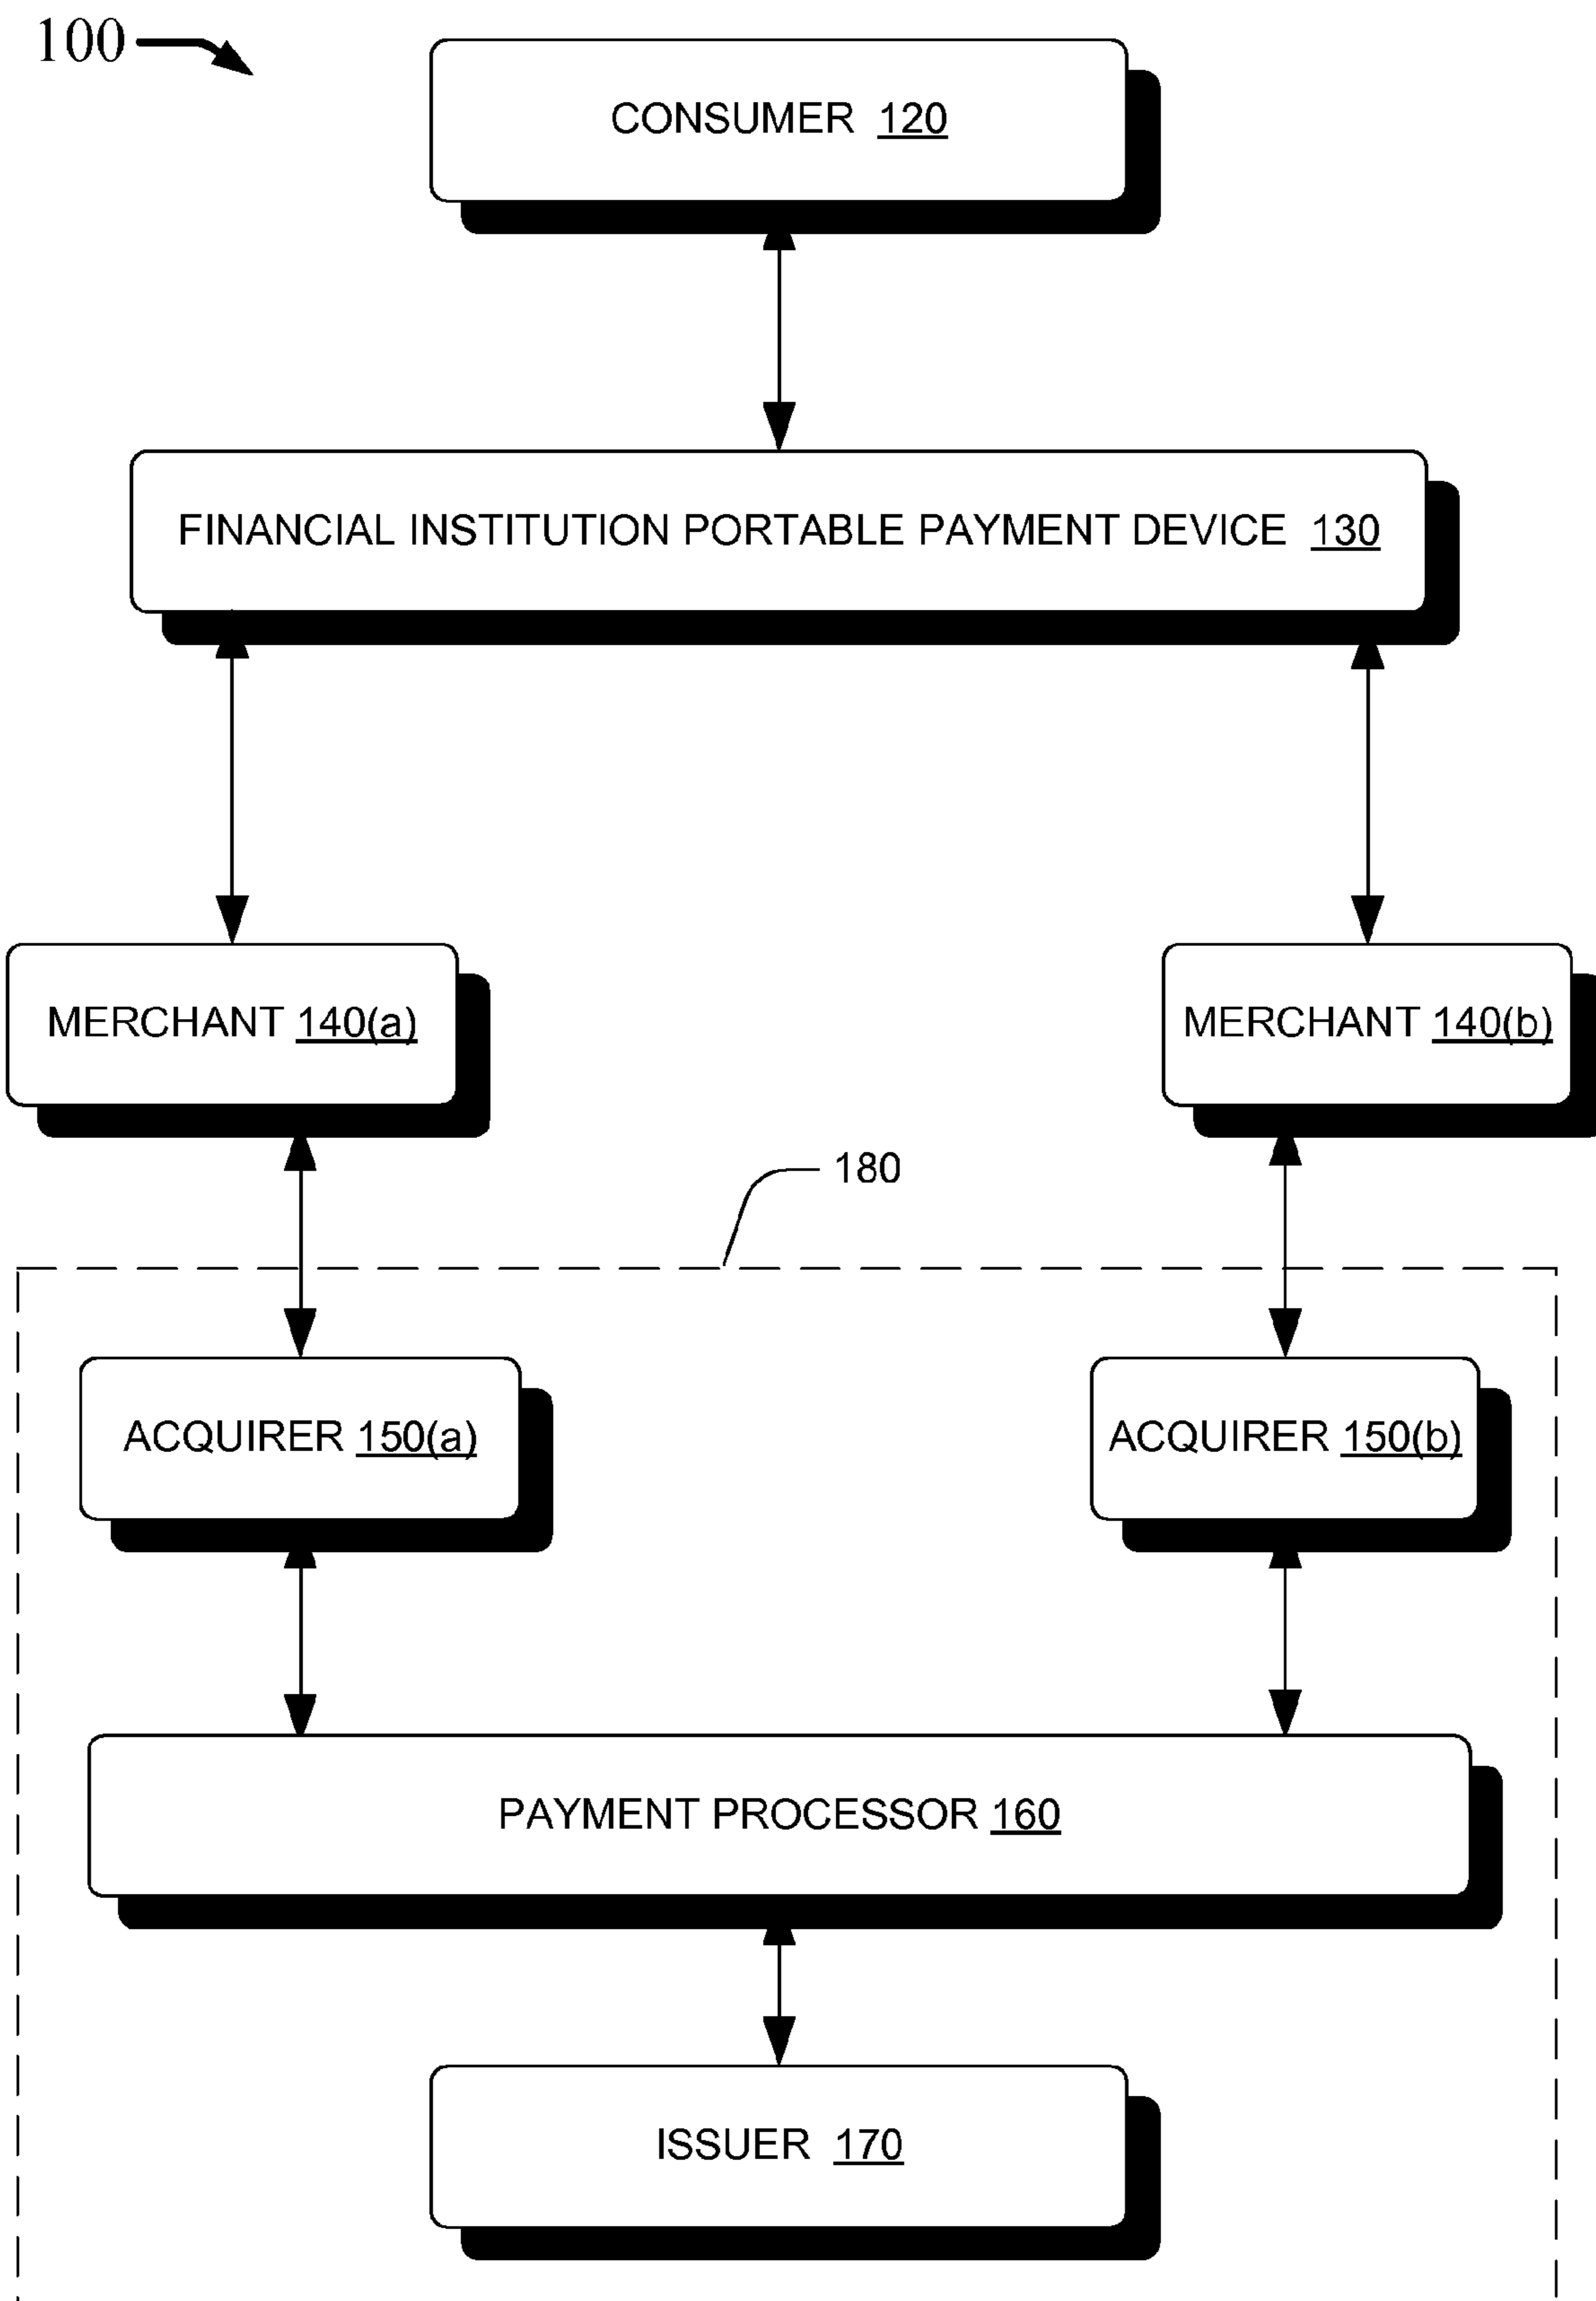 100
CONSUMER 120
FINANCIAL INSTITUTION PORTABLE PAYMENT DEVICE 130
MERCHANT 140(a)
MERCHANT 140(b)
180
ACQUIRER 150(a)
ACQUIRER 150(b)
PAYMENT PROCESSOR 160
ISSUER 170